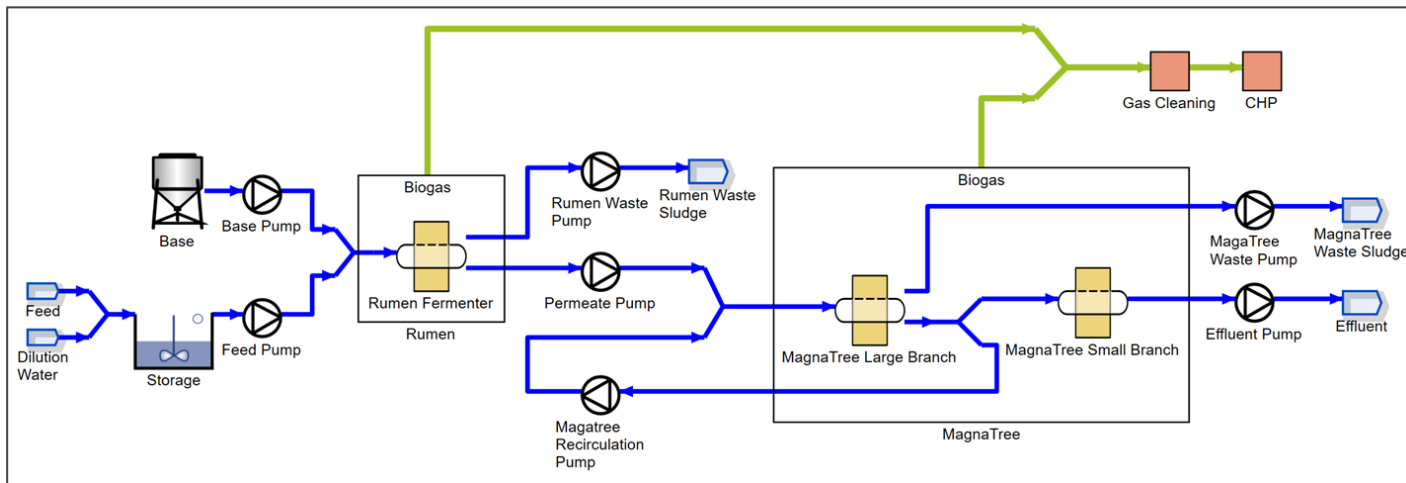 Gas Cleaning
CHP
Biogas
Biogas
Base
Base Pump
Rumen Waste
Pump
Rumen Waste
Sludge
MagaTree
Waste Pump
MagnaTree
Waste Sludge
Feed
Dilution
Water
Storage
Feed Pump
Rumen Fermenter
Rumen
Permeate Pump
MagnaTree Large Branch
MagnaTree Small Branch
Effluent Pump
Effluent
Magatree
Recirculation
Pump
MagnaTree